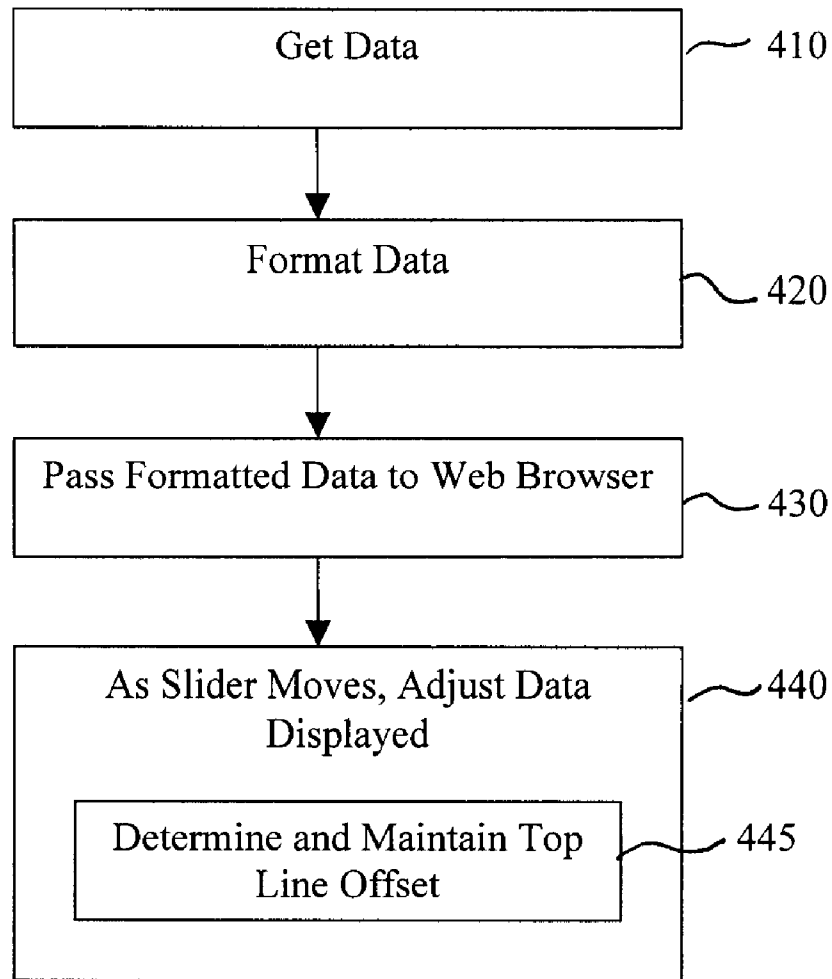 Get Data
410
Format Data
420
Pass Formatted Data to Web Browser
430
As Slider Moves, Adjust Data
Displayed
440
Determine and Maintain Top
Line Offset
445